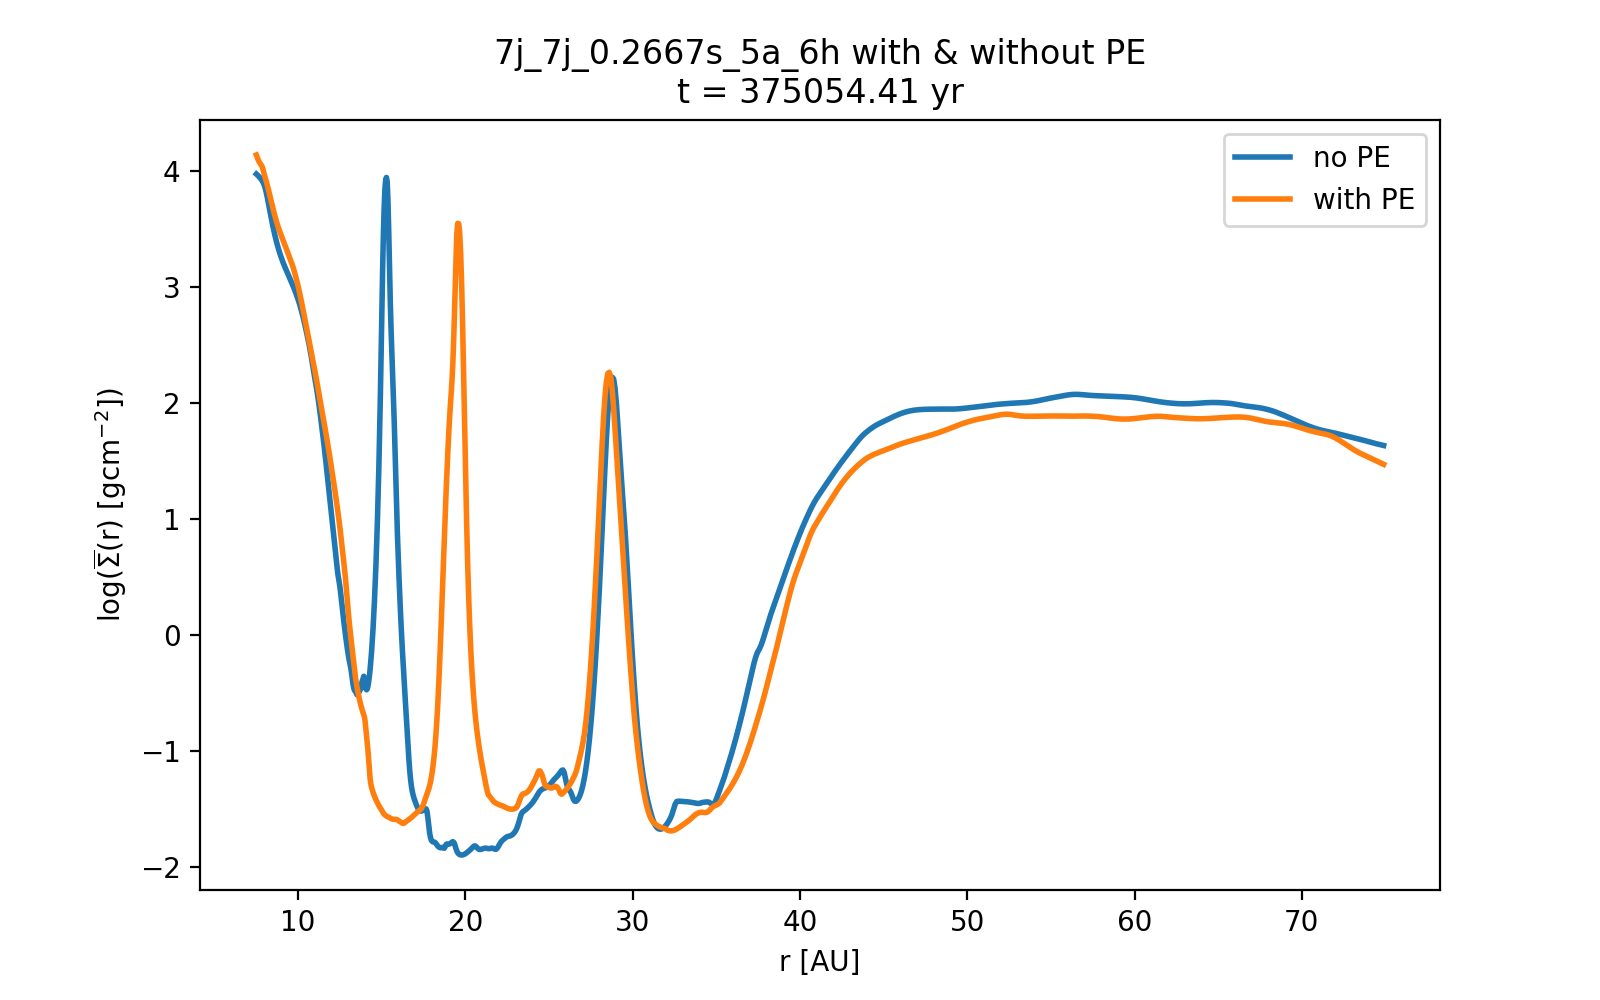 7j_7j_0.2667s_5a_6h with & without PE
t = 375054.41 yr
no PE
with PE
4
3
2
1
0
−1
−2
log(Σ̅(r) [gcm⁻²])
10 20 30 40 50 60 70
r [AU]